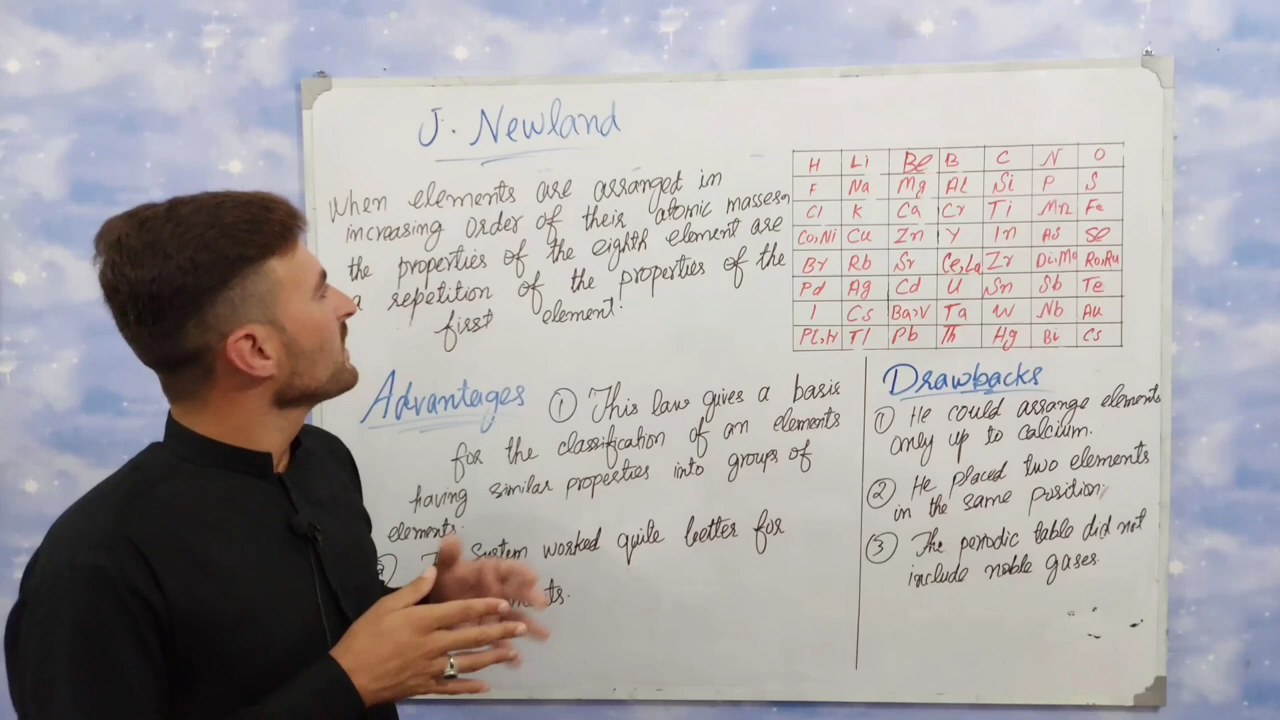 J. Newland
When elements are arranged in
increasing order of their atomic masses,
the properties of the eighth element are
a repetition of the properties of the
first element.
H Li Be B C N O
F Na Mg Al Si P S
Cl K Ca Cr Ti Mn Fe
Co,Ni Cu Zn Y In As Se
Br Rb Sr Ce,La Zr Di,Mo Ro,Ru
Pd Ag Cd U Sn Sb Te
I Cs Ba,V Ta W Nb Au
Tl Pb Th Hg Bi Cs
Advantages ① This law gives a basis
for the classification of an elements
having similar properties into groups of
elements.
system worked quite better for
Drawbacks
① He could arrange elements
only up to calcium.
② He placed two elements
in the same position,
③ The periodic table did not
include noble gases.